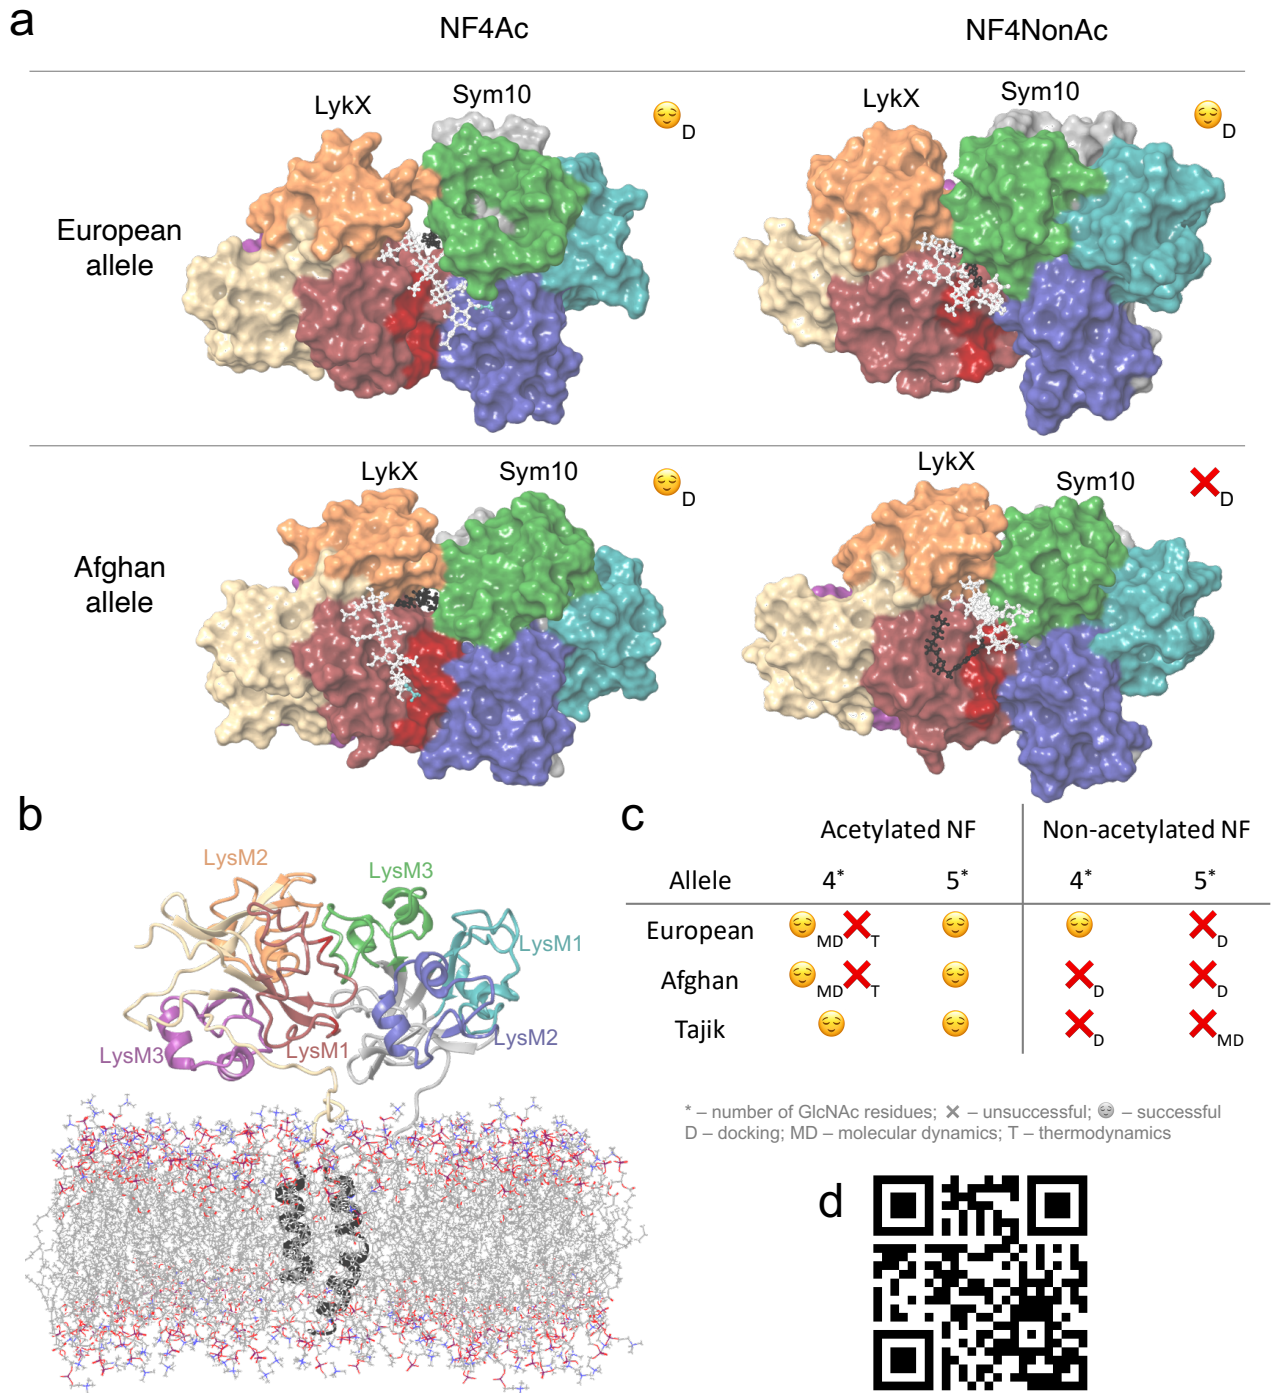 a
NF4Ac
NF4NonAc
LykX
Sym10
D
LykX
Sym10
D
European
allele
LykX
Sym10
D
LykX
Sym10
D
Afghan
allele
b
LysM2
LysM3
LysM1
LysM2
LysM3
LysM1
c
Acetylated NF
Non-acetylated NF
Allele 4* 5* 4* 5*
European MD T D
Afghan MD T D D
Tajik D MD
* – number of GlcNAc residues; ✕ – unsuccessful; 😌 – successful
D – docking; MD – molecular dynamics; T – thermodynamics
d